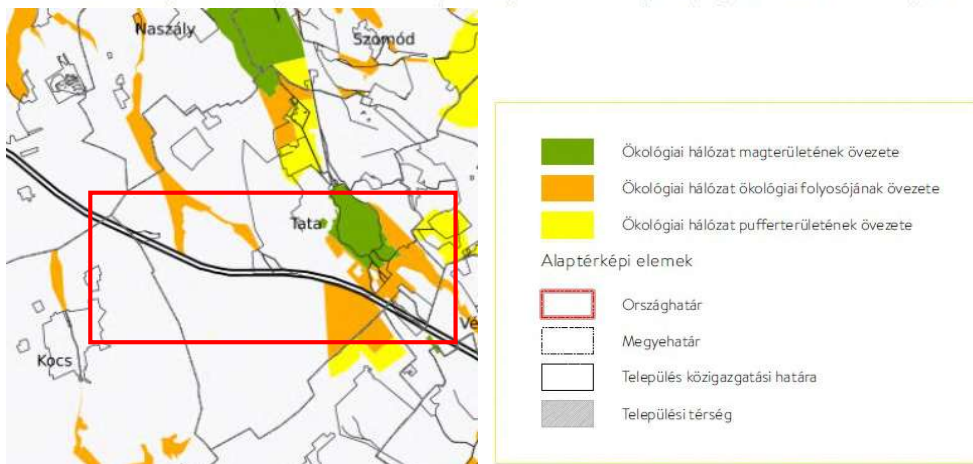 Naszály
Szomód
Tata
Kocs
Vé
Ökológiai hálózat magterületének övezete
Ökológiai hálózat ökológiai folyosójának övezete
Ökológiai hálózat pufferterületének övezete
Alaptérképi elemek
Országhatár
Megyehatár
Település közigazgatási határa
Települési térség